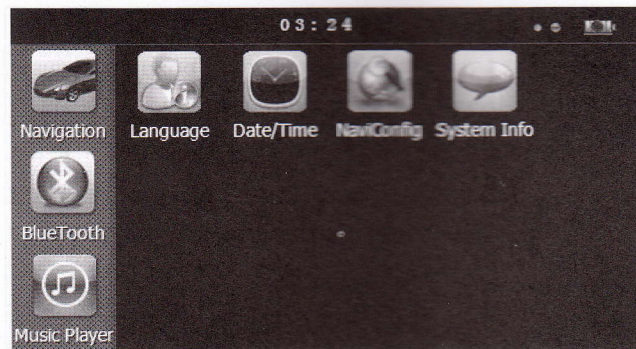 03:24
Navigation Language Date/Time NaviConfig System Info
BlueTooth
Music Player